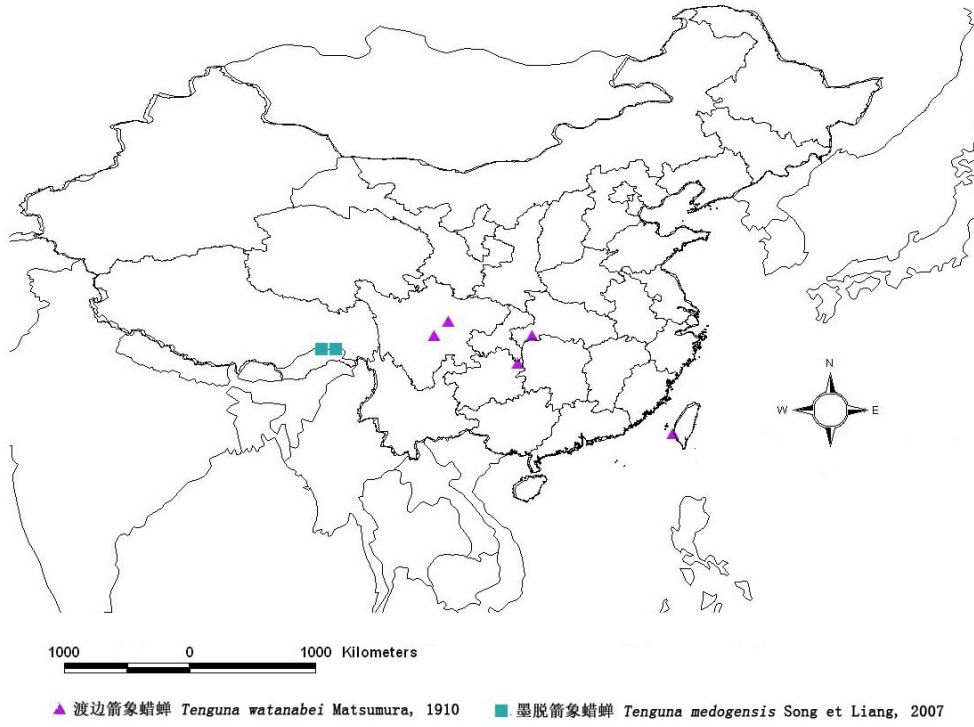 N
W E
S
1000 0 1000 Kilometers
渡边箭象蜡蝉 Tenguna watanabei Matsumura, 1910
墨脱箭象蜡蝉 Tenguna medogensis Song et Liang, 2007